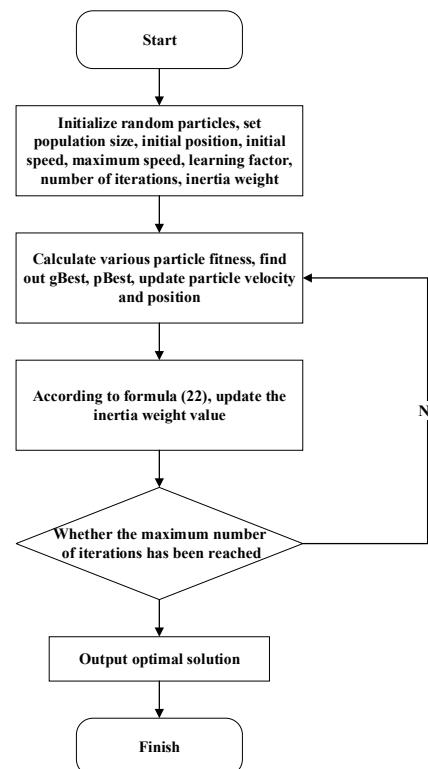 Start
Initialize random particles, set
population size, initial position, initial
speed, maximum speed, learning factor,
number of iterations, inertia weight
Calculate various particle fitness, find
out gBest, pBest, update particle velocity
and position
According to formula (22), update the
inertia weight value
N
Whether the maximum number
of iterations has been reached
Output optimal solution
Finish